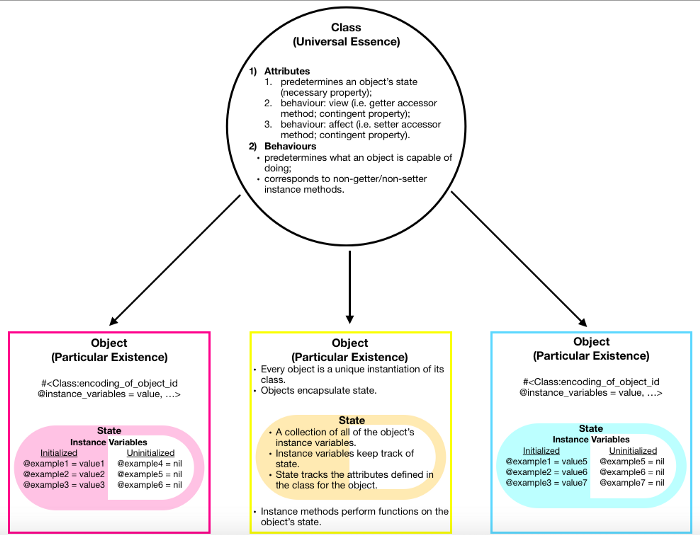 Class
(Universal Essence)
1) Attributes
1. predetermines an object's state
(necessary property);
2. behaviour: view (i.e. getter accessor
method; contingent property);
3. behaviour: affect (i.e. setter accessor
method; contingent property).
2) Behaviours
• predetermines what an object is capable of
doing;
• corresponds to non-getter/non-setter
instance methods.
Object
(Particular Existence)
#<Class:encoding_of_object_id
@instance_variables = value, ...>
State
Instance Variables
Initialized
@example1 = value1
@example2 = value2
@example3 = value3
Uninitialized
@example4 = nil
@example5 = nil
@example6 = nil
Object
(Particular Existence)
• Every object is a unique instantiation of its
class.
• Objects encapsulate state.
State
• A collection of all of the object's
instance variables.
• Instance variables keep track of
state.
• State tracks the attributes defined in
the class for the object.
• Instance methods perform functions on the
object's state.
Object
(Particular Existence)
#<Class:encoding_of_object_id
@instance_variables = value, ...>
State
Instance Variables
Initialized
@example1 = value5
@example2 = value6
@example3 = value7
Uninitialized
@example5 = nil
@example6 = nil
@example7 = nil